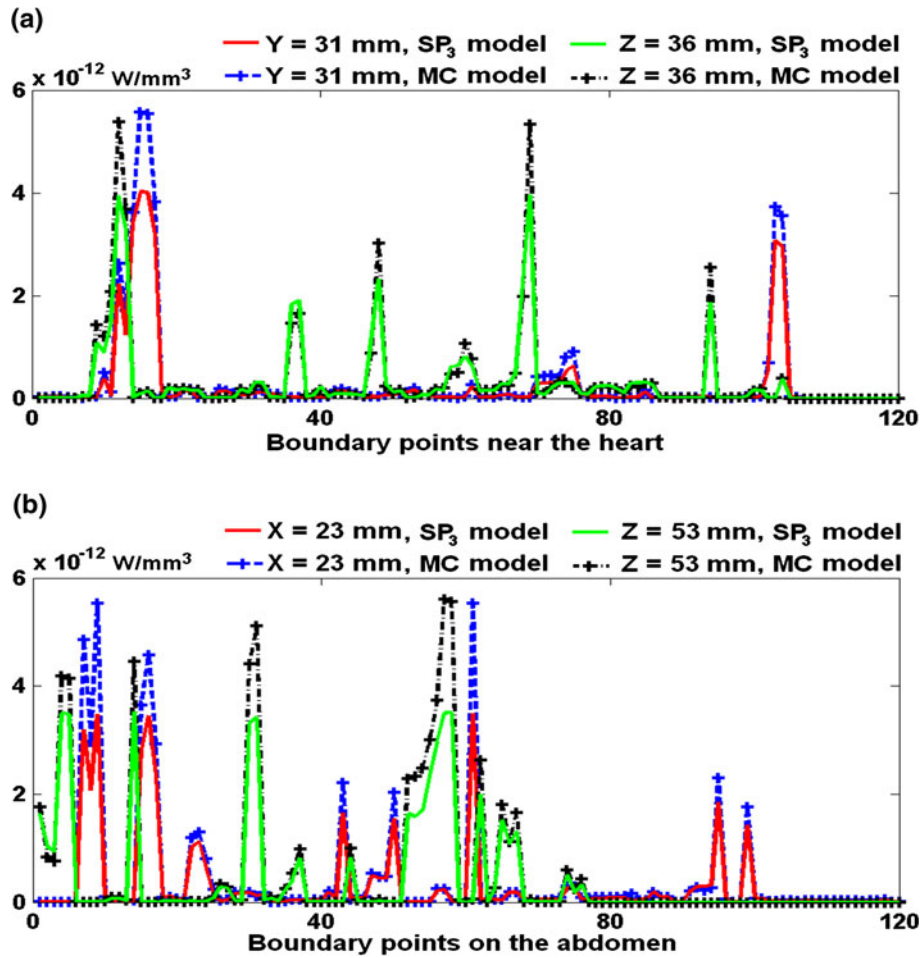 (a)
Y = 31 mm, SP₃ model Z = 36 mm, SP₃ model
Y = 31 mm, MC model Z = 36 mm, MC model
x 10⁻¹² W/mm³
6
4
2
0
0 40 80 120
Boundary points near the heart
(b)
X = 23 mm, SP₃ model Z = 53 mm, SP₃ model
X = 23 mm, MC model Z = 53 mm, MC model
x 10⁻¹² W/mm³
6
4
2
0
0 40 80 120
Boundary points on the abdomen